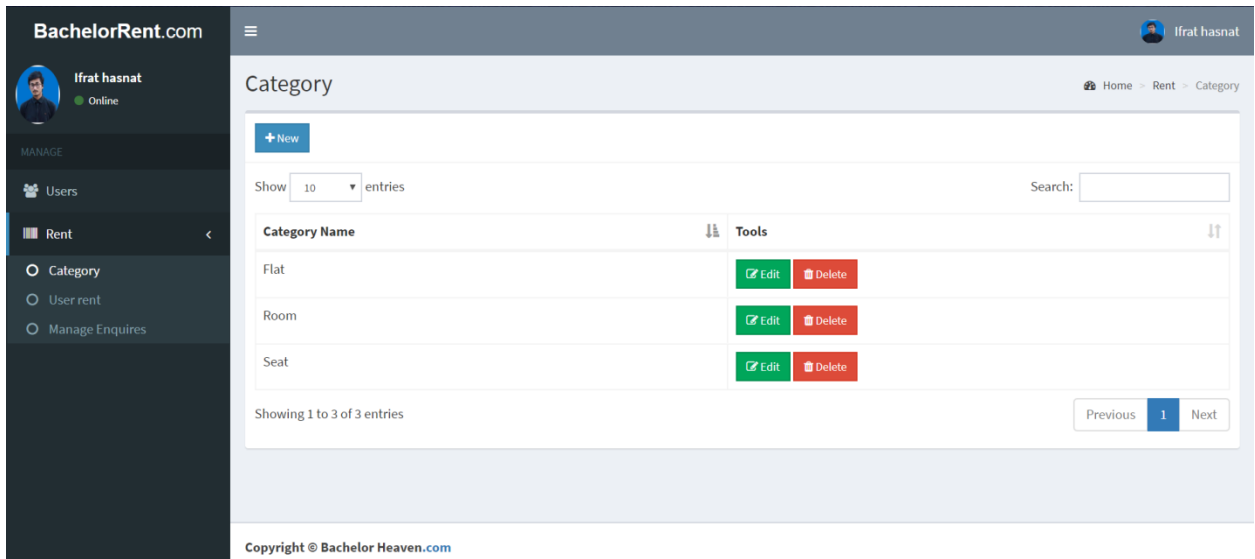 BachelorRent.com
Ifrat hasnat
Ifrat hasnat
Online
MANAGE
Users
Rent
Category
User rent
Manage Enquires
Category
Home > Rent > Category
New
Show 10 entries
Search:
Category Name Tools
Flat Edit Delete
Room Edit Delete
Seat Edit Delete
Showing 1 to 3 of 3 entries
Previous 1 Next
Copyright © Bachelor Heaven.com